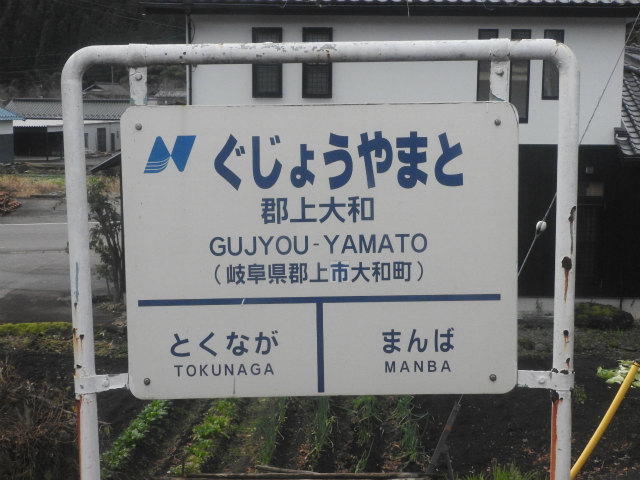 ぐじょうやまと
郡上大和
GUJYOU-YAMATO
(岐阜県郡上市大和町)
とくなが
TOKUNAGA
まんば
MANBA